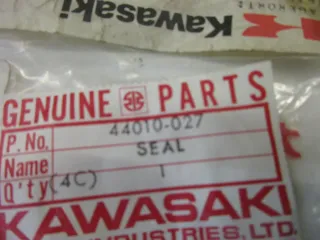 Kawasaki
GENUINE PARTS
P. No. 44010-027
Name SEAL
Q'ty (4C) 1
KAWASAKI
INDUSTRIES, LTD.